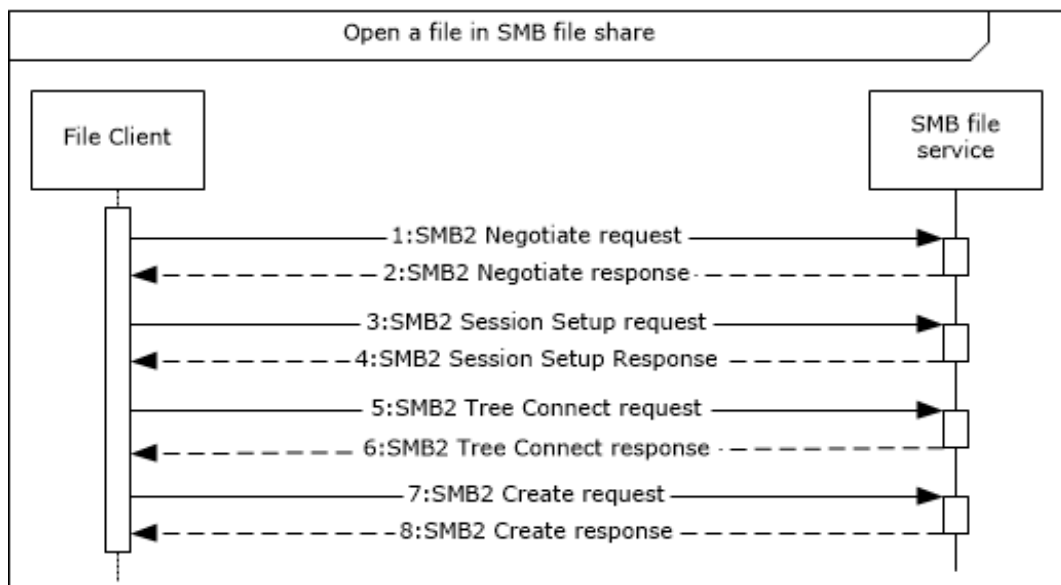 Open a file in SMB file share
File Client
SMB file
service
1:SMB2 Negotiate request
2:SMB2 Negotiate response
3:SMB2 Session Setup request
4:SMB2 Session Setup Response
5:SMB2 Tree Connect request
6:SMB2 Tree Connect response
7:SMB2 Create request
8:SMB2 Create response